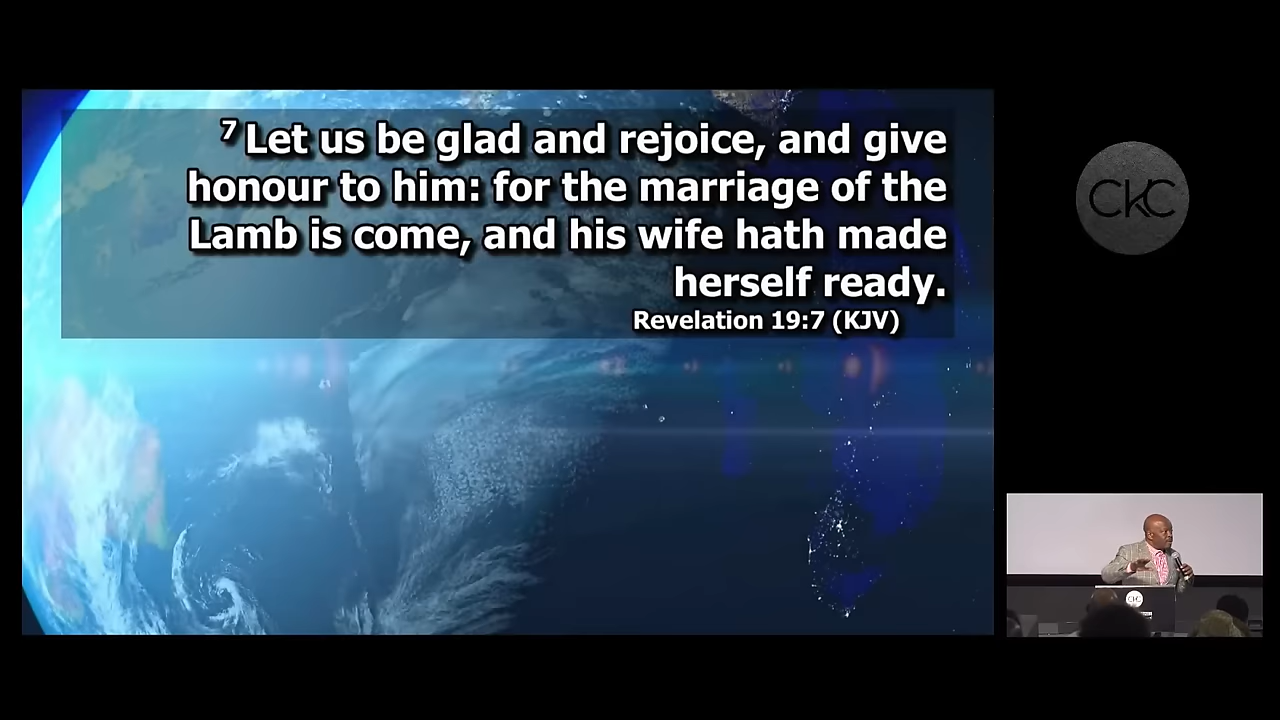 7 Let us be glad and rejoice, and give
honour to him: for the marriage of the
Lamb is come, and his wife hath made
herself ready.
Revelation 19:7 (KJV)
CKC
CKC